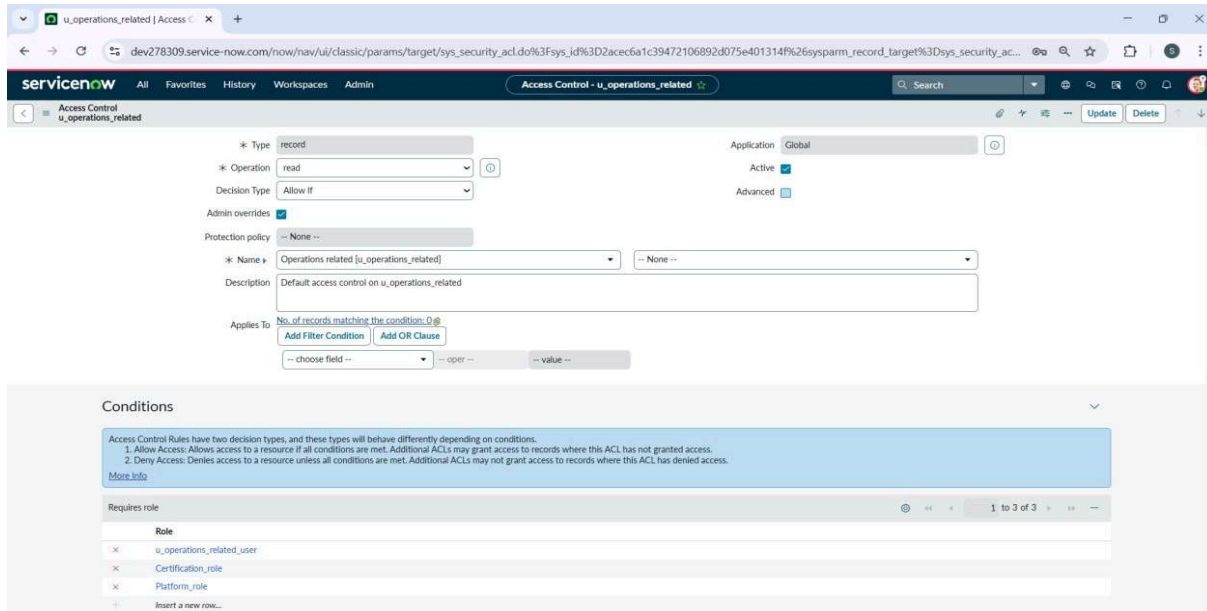 u_operations_related | Access C
dev278309.service-now.com/now/nav/ui/classic/params/target/sys_security_acl.do%3Fsys_id%3D2acec6a1c39472106892d075e401314f%26sysparm_record_target%3Dsys_security_ac...
S
servicenow All Favorites History Workspaces Admin Access Control - u_operations_related Search
Access Control
u_operations_related
Update Delete
* Type record Application Global
* Operation read Active
Decision Type Allow If Advanced
Admin overrides
Protection policy -- None --
* Name Operations related [u_operations_related] -- None --
Description Default access control on u_operations_related
Applies To No. of records matching the condition: 0
Add Filter Condition Add OR Clause
-- choose field -- -- oper -- -- value --
Conditions
Access Control Rules have two decision types, and these types will behave differently depending on conditions.
1. Allow Access: Allows access to a resource if all conditions are met. Additional ACLs may grant access to records where this ACL has not granted access.
2. Deny Access: Denies access to a resource unless all conditions are met. Additional ACLs may not grant access to records where this ACL has denied access.
More Info
Requires role 1 to 3 of 3
Role
u_operations_related_user
Certification_role
Platform_role
Insert a new row...